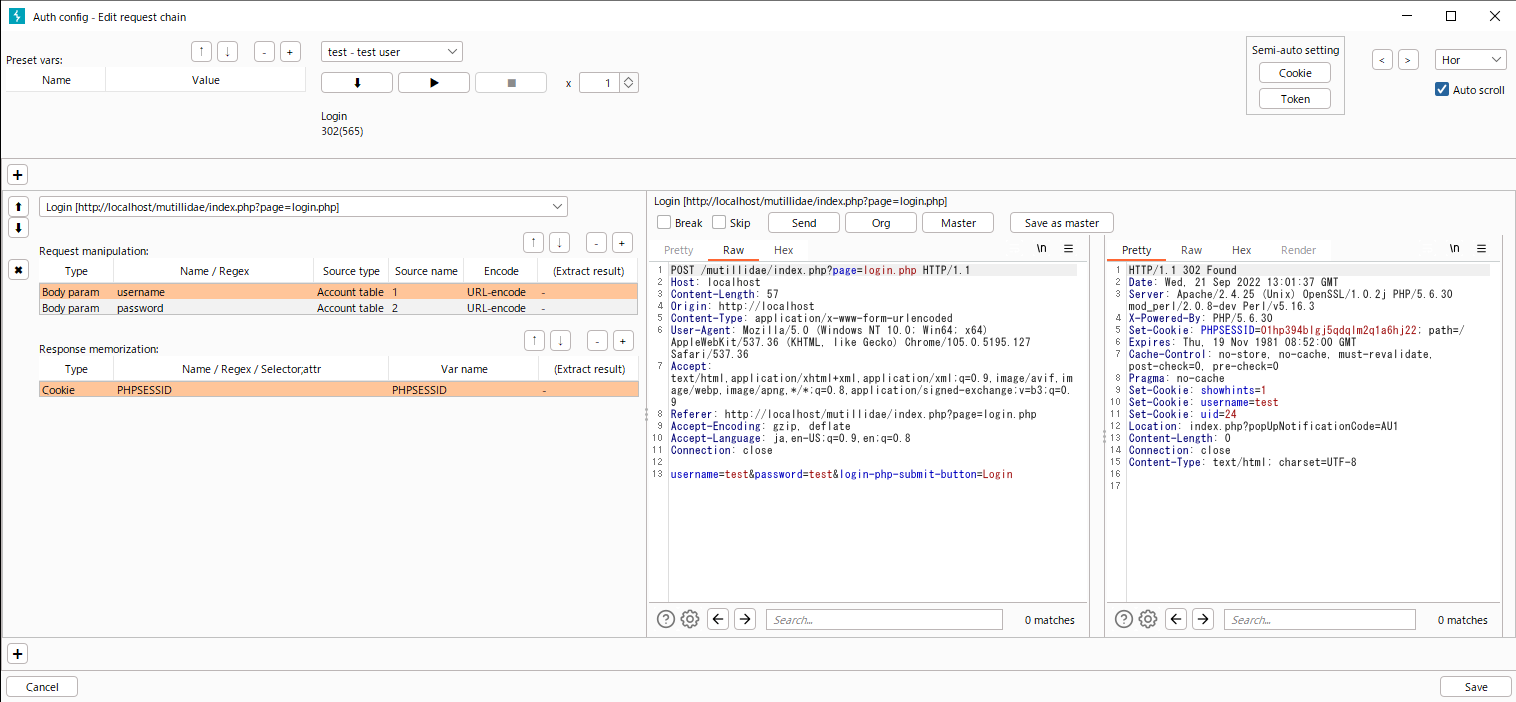 Auth config - Edit request chain
Preset vars:
↑ ↓ - +
Name Value
test - test user
x 1
Login
302(565)
Semi-auto setting
Cookie
Token
< >
Hor
Auto scroll
+
Login [http://localhost/mutillidae/index.php?page=login.php]
Request manipulation:
↑ ↓ - +
Type Name / Regex Source type Source name Encode (Extract result)
Body param username Account table 1 URL-encode -
Body param password Account table 2 URL-encode -
Response memorization:
↑ ↓ - +
Type Name / Regex / Selector;attr Var name (Extract result)
Cookie PHPSESSID PHPSESSID -
Login [http://localhost/mutillidae/index.php?page=login.php]
Break Skip Send Org Master Save as master
Pretty Raw Hex \n
1 POST /mutillidae/index.php?page=login.php HTTP/1.1
2 Host: localhost
3 Content-Length: 57
4 Origin: http://localhost
5 Content-Type: application/x-www-form-urlencoded
6 User-Agent: Mozilla/5.0 (Windows NT 10.0; Win64; x64)
AppleWebKit/537.36 (KHTML, like Gecko) Chrome/105.0.5195.127
Safari/537.36
7 Accept:
text/html,application/xhtml+xml,application/xml;q=0.9,image/avif,im
age/webp,image/apng,*/*;q=0.8,application/signed-exchange;v=b3;q=0.
9
8 Referer: http://localhost/mutillidae/index.php?page=login.php
9 Accept-Encoding: gzip, deflate
10 Accept-Language: ja,en-US;q=0.9,en;q=0.8
11 Connection: close
12
13 username=test&password=test&login-php-submit-button=Login
Search...
0 matches
Pretty Raw Hex Render \n
1 HTTP/1.1 302 Found
2 Date: Wed, 21 Sep 2022 13:01:37 GMT
3 Server: Apache/2.4.25 (Unix) OpenSSL/1.0.2j PHP/5.6.30
mod_perl/2.0.8-dev Perl/v5.16.3
4 X-Powered-By: PHP/5.6.30
5 Set-Cookie: PHPSESSID=01hp394blgj5qdqlm2q1a6hj22; path=/
6 Expires: Thu, 19 Nov 1981 08:52:00 GMT
7 Cache-Control: no-store, no-cache, must-revalidate,
post-check=0, pre-check=0
8 Pragma: no-cache
9 Set-Cookie: showhints=1
10 Set-Cookie: username=test
11 Set-Cookie: uid=24
12 Location: index.php?popUpNotificationCode=AU1
13 Content-Length: 0
14 Connection: close
15 Content-Type: text/html; charset=UTF-8
16
17
Search...
0 matches
+
Cancel
Save